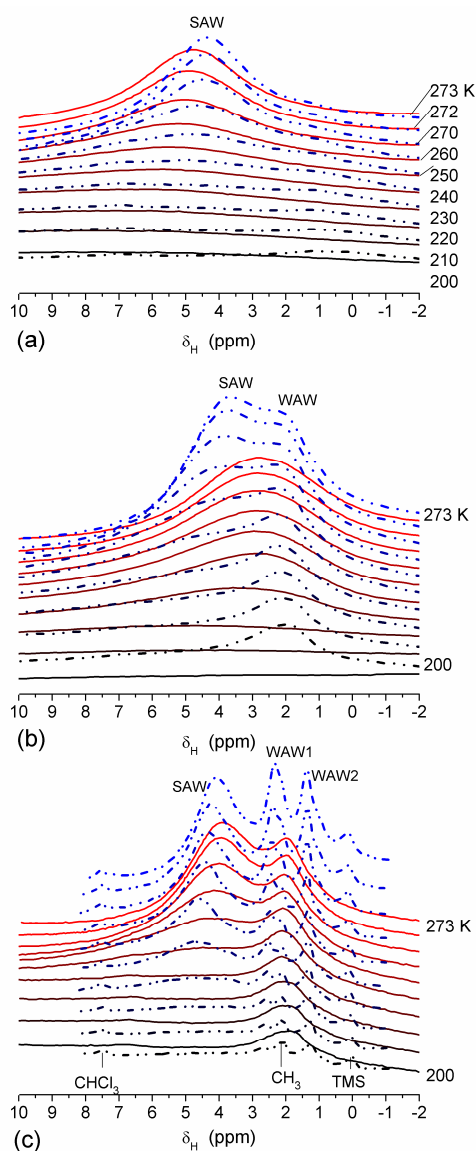 SAW
273 K
272
270
260
250
240
230
220
210
200
10 9 8 7 6 5 4 3 2 1 0 -1 -2
(a)
δH (ppm)
SAW
WAW
273 K
200
10 9 8 7 6 5 4 3 2 1 0 -1 -2
(b)
δH (ppm)
WAW1
SAW
WAW2
273 K
200
CHCl3
CH3
TMS
10 9 8 7 6 5 4 3 2 1 0 -1 -2
(c)
δH (ppm)